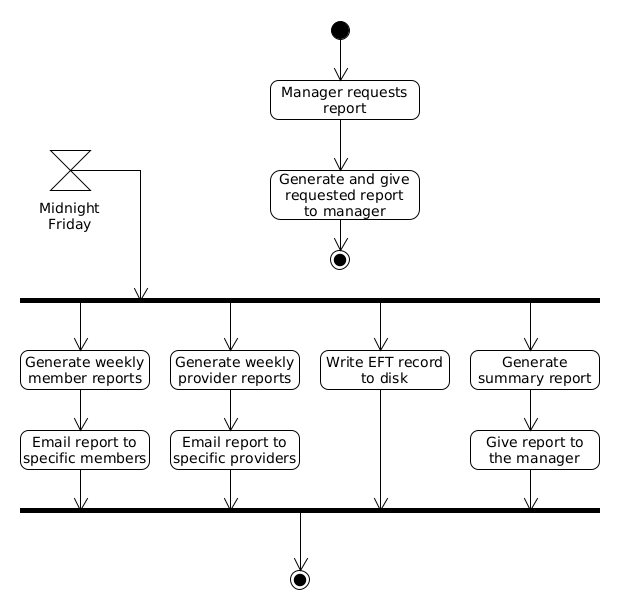 Manager requests
report
Generate and give
requested report
to manager
Midnight
Friday
Generate weekly
member reports
Generate weekly
provider reports
Write EFT record
to disk
Generate
summary report
Email report to
specific members
Email report to
specific providers
Give report to
the manager